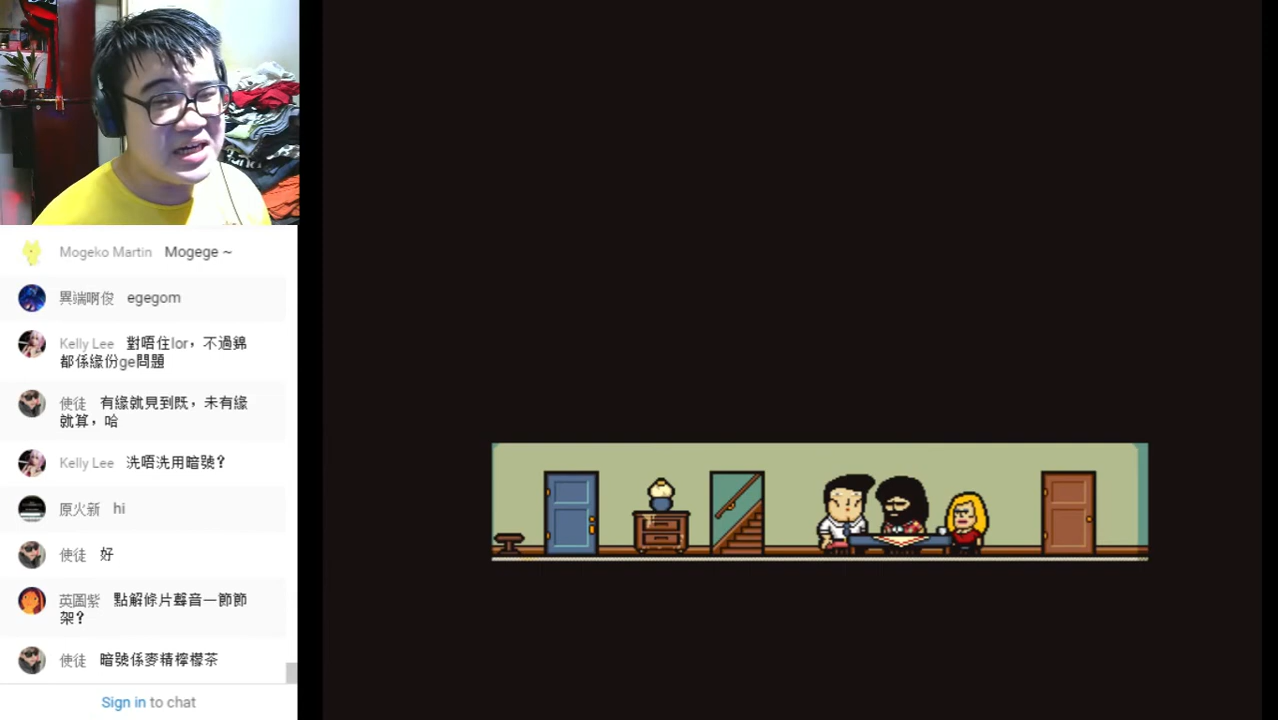 Mogeko Martin Mogege ~
異端啊俊 egegom
Kelly Lee 對唔住lor，不過錦
都係緣份ge問題
使徒 有緣就見到既，未有緣
就算，哈
Kelly Lee 洗唔洗用暗號？
原火新 hi
使徒 好
英圖紫 點解條片聲音一節節
架？
使徒 暗號係麥精檸檬茶
Sign in to chat